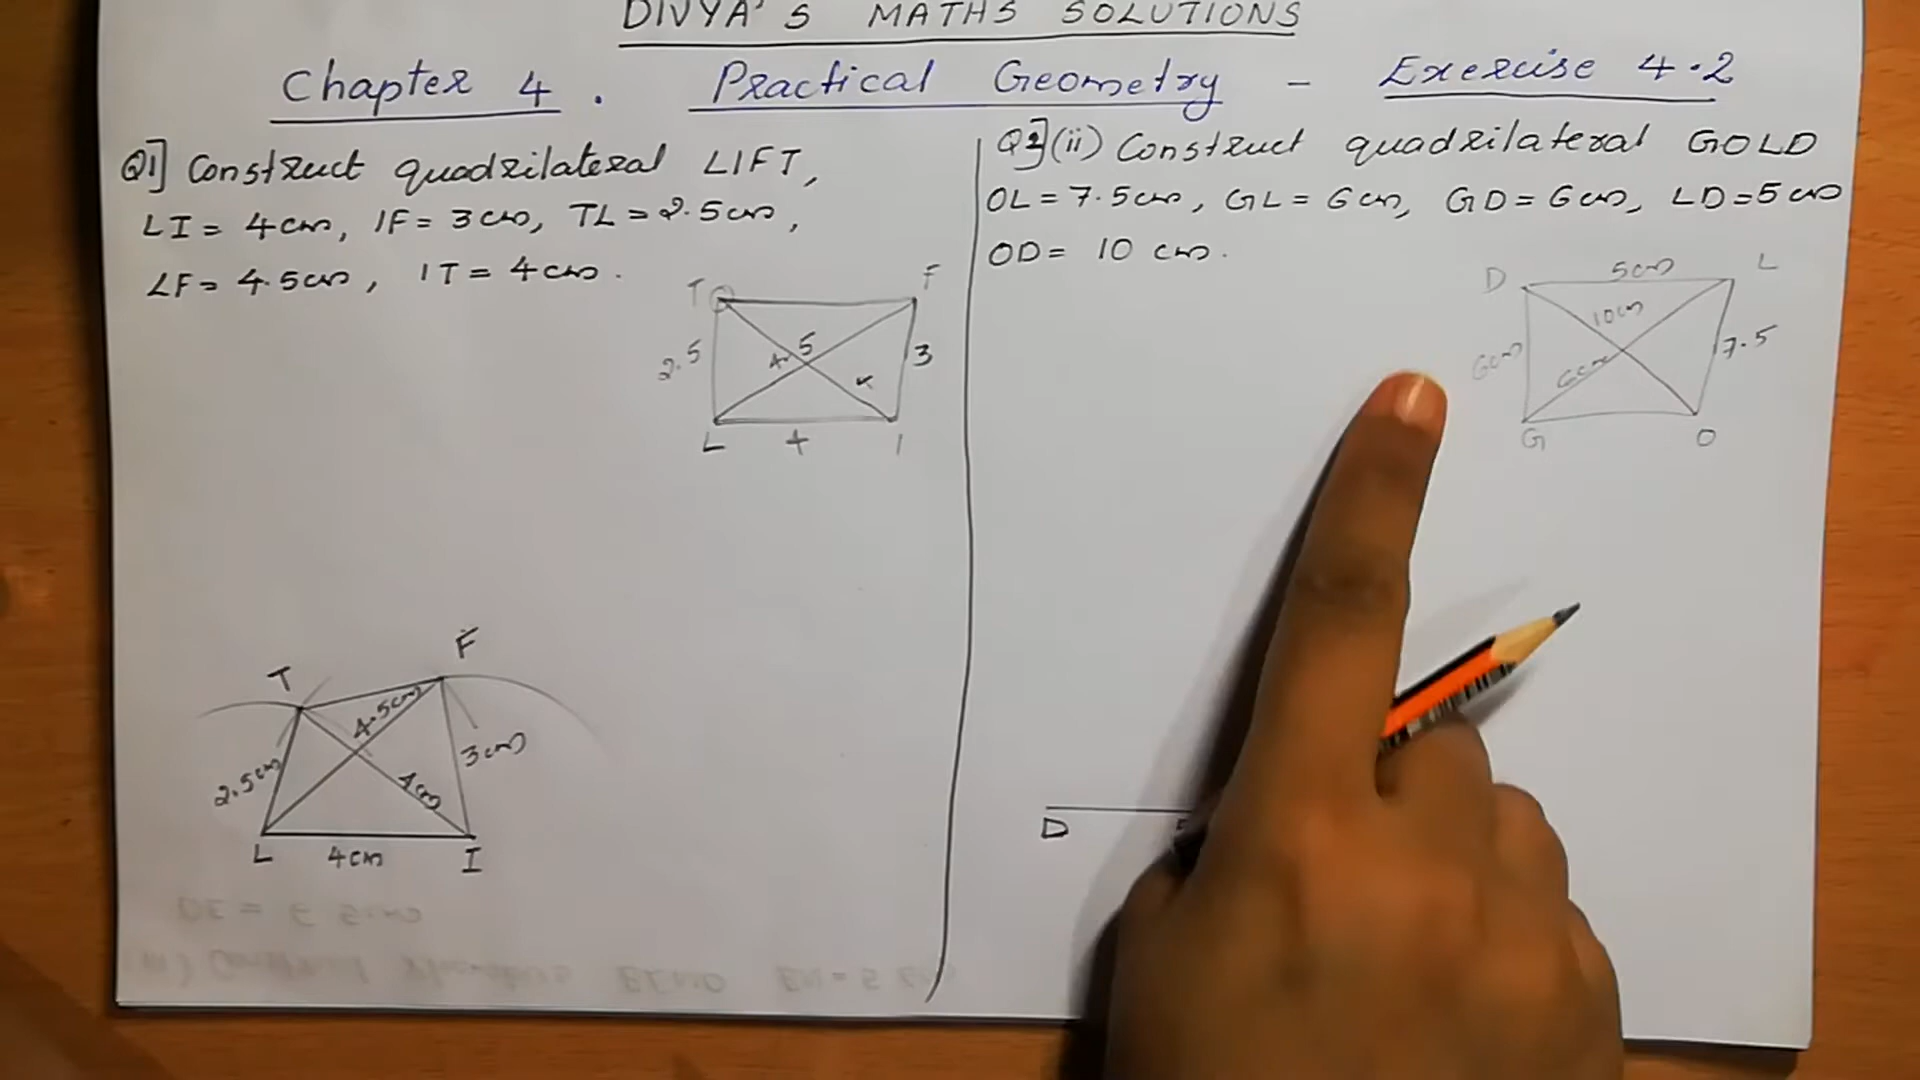 DIVYA'S MATHS SOLUTIONS
Chapter 4. Practical Geometry - Exercise 4.2
Q1] Construct quadrilateral LIFT,
LI = 4cm, IF = 3cm, TL = 2.5cm,
LF = 4.5cm, IT = 4cm.
T F
2.5 4.5 4 3
L 4 I
T F
4.5cm
2.5cm 4cm 3cm
L 4cm I
(ii) Construct quadrilateral GOLD
OL = 7.5cm, GL = 6cm, GD = 6cm, LD = 5cm
OD = 10 cm.
D 5cm L
10cm
6cm 6cm 7.5
G O
D